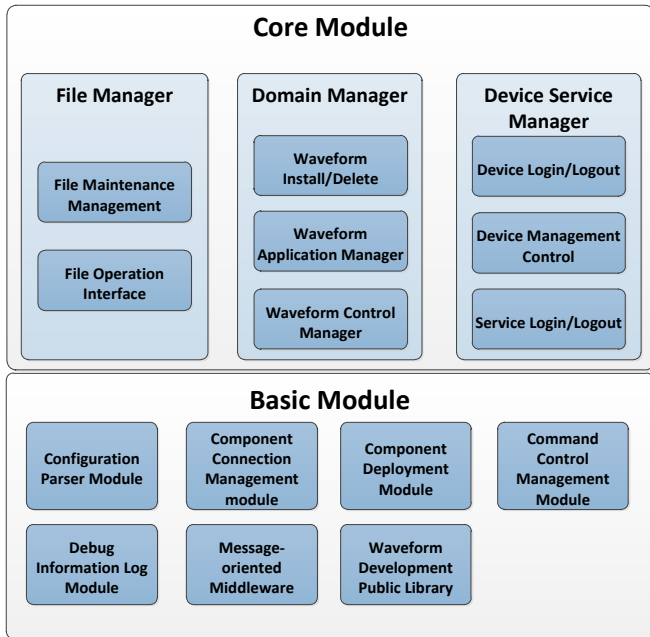 Core Module
File Manager
File Maintenance
Management
File Operation
Interface
Domain Manager
Waveform
Install/Delete
Waveform
Application Manager
Waveform Control
Manager
Device Service
Manager
Device Login/Logout
Device Management
Control
Service Login/Logout
Basic Module
Configuration
Parser Module
Component
Connection
Management
module
Component
Deployment
Module
Command
Control
Management
Module
Debug
Information Log
Module
Message-
oriented
Middleware
Waveform
Development
Public Library